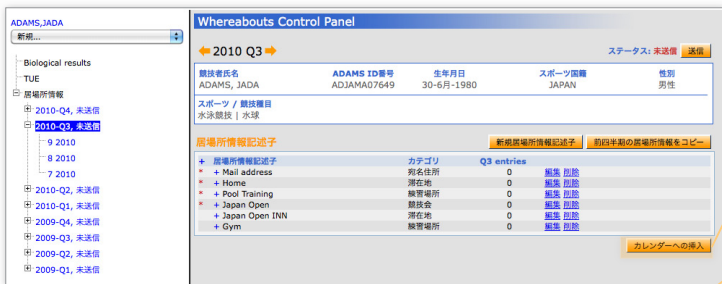 ADAMS,JADA
新規...
Biological results
TUE
居場所情報
2010-Q4, 未送信
2010-Q3, 未送信
9 2010
8 2010
7 2010
2010-Q2, 未送信
2010-Q1, 未送信
2009-Q4, 未送信
2009-Q3, 未送信
2009-Q2, 未送信
2009-Q1, 未送信
Whereabouts Control Panel
2010 Q3 ステータス: 未送信 送信
競技者氏名 ADAMS ID番号 生年月日 スポーツ国籍 性別
ADAMS, JADA ADJAMA07649 30-6月-1980 JAPAN 男性
スポーツ / 競技種目
水泳競技 | 水球
居場所情報記述子 新規居場所情報記述子 前四半期の居場所情報をコピー
+ 居場所情報記述子 カテゴリ Q3 entries
* + Mail address 宛名住所 0 編集 削除
* + Home 滞在地 0 編集 削除
* + Pool Training 練習場所 0 編集 削除
* + Japan Open 競技会 0 編集 削除
+ Japan Open INN 滞在地 0 編集 削除
+ Gym 練習場所 0 編集 削除
カレンダーへの挿入